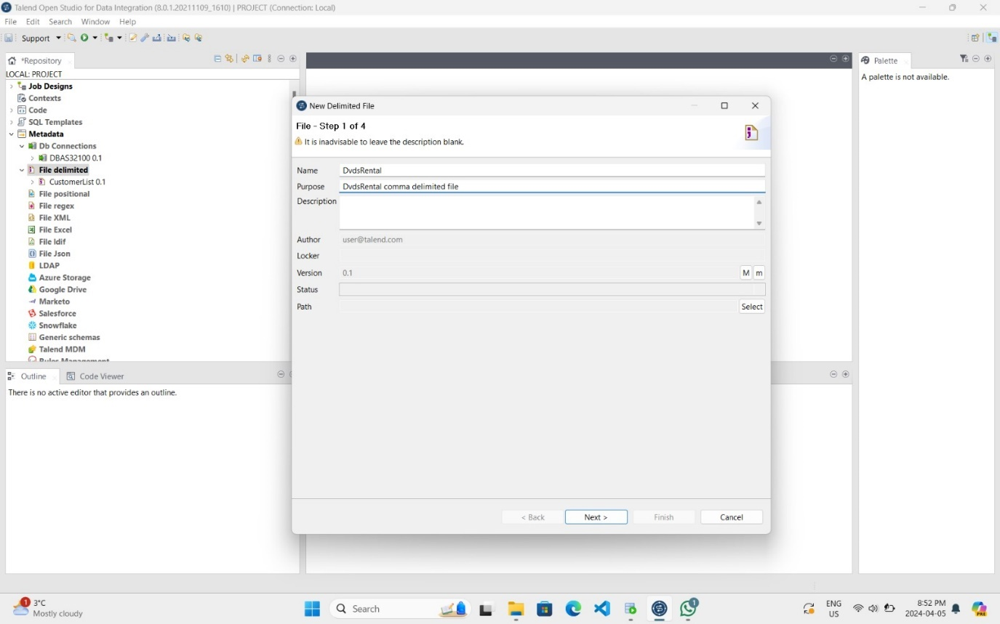 Talend Open Studio for Data Integration (8.0.1.20211109_1610) | PROJECT (Connection: Local)
File Edit Search Window Help
Support
*Repository
LOCAL: PROJECT
Job Designs
Contexts
Code
SQL Templates
Metadata
Db Connections
DBAS32100 0.1
File delimited
CustomerList 0.1
File positional
File regex
File XML
File Excel
File ldif
File Json
LDAP
Azure Storage
Google Drive
Marketo
Salesforce
Snowflake
Generic schemas
Talend MDM
Rules Management
Outline Code Viewer
There is no active editor that provides an outline.
New Delimited File
File - Step 1 of 4
It is inadvisable to leave the description blank.
Name DvdsRental
Purpose DvdsRental comma delimited file
Description
Author user@talend.com
Locker
Version 0.1 M m
Status
Path Select
< Back Next > Finish Cancel
Palette
A palette is not available.
1
3°C
Mostly cloudy
Search
1
ENG
US
8:52 PM
2024-04-05
PRE